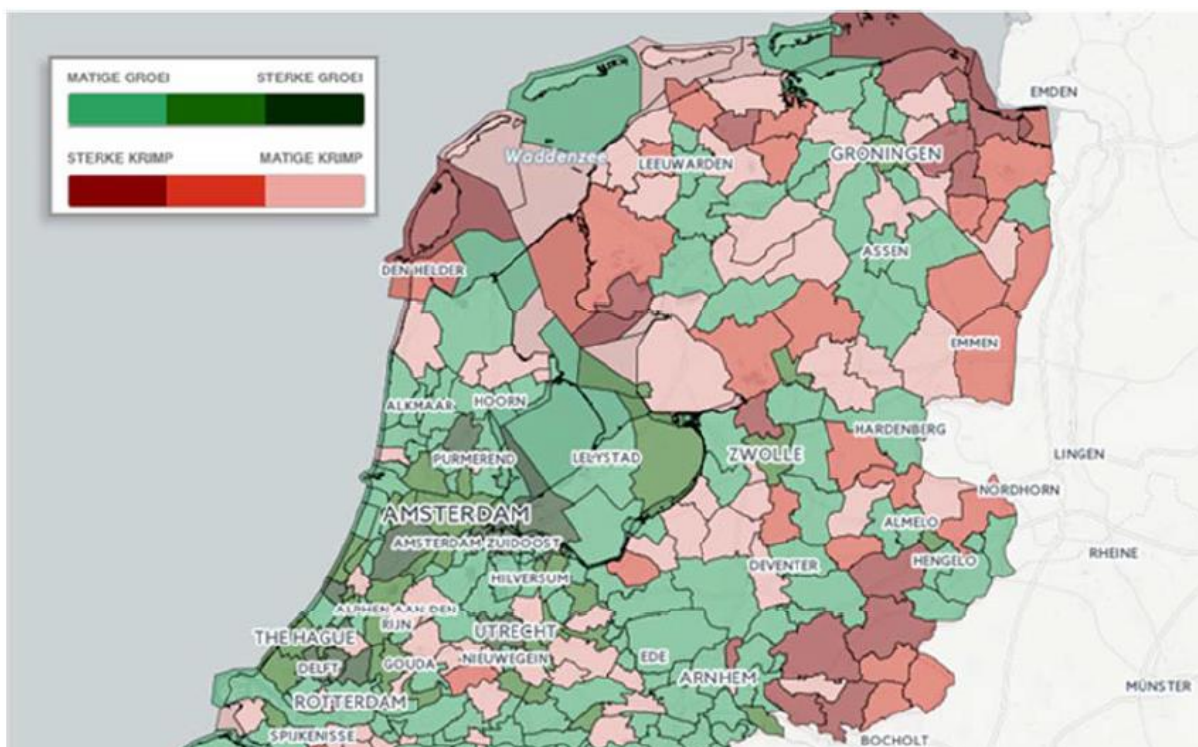 MATIGE GROEI STERKE GROEI
STERKE KRIMP MATIGE KRIMP
EMDEN
Waddenzee
LEEUWARDEN
GRONINGEN
ASSEN
DEN HELDER
EMMEN
ALKMAAR
HOORN
HARDENBERG
PURMEREND
LELYSTAD
ZWOLLE
LINGEN
NORDHORN
AMSTERDAM
ALMELO
AMSTERDAM ZUIDOOST
RHEINE
HILVERSUM
DEVENTER
HENGELO
ALPHEN AAN DEN
RIJN
THE HAGUE
UTRECHT
DELFT
GOUDA
NIEUWEGEIN
EDE
ARNHEM
MÜNSTER
ROTTERDAM
SPIJKENISSE
BOCHOLT